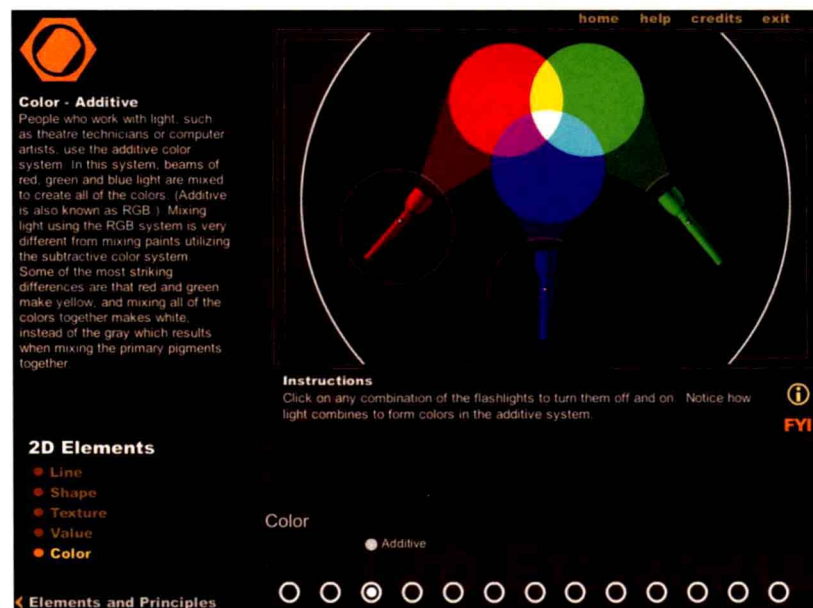 home help credits exit
Color - Additive
People who work with light, such
as theatre technicians or computer
artists, use the additive color
system. In this system, beams of
red, green and blue light are mixed
to create all of the colors. (Additive
is also known as RGB.) Mixing
light using the RGB system is very
different from mixing paints utilizing
the subtractive color system.
Some of the most striking
differences are that red and green
make yellow, and mixing all of the
colors together makes white,
instead of the gray which results
when mixing the primary pigments
together.
Instructions
Click on any combination of the flashlights to turn them off and on. Notice how
light combines to form colors in the additive system.
i
FYI
2D Elements
Line
Shape
Texture
Value
Color
Color
Additive
< Elements and Principles